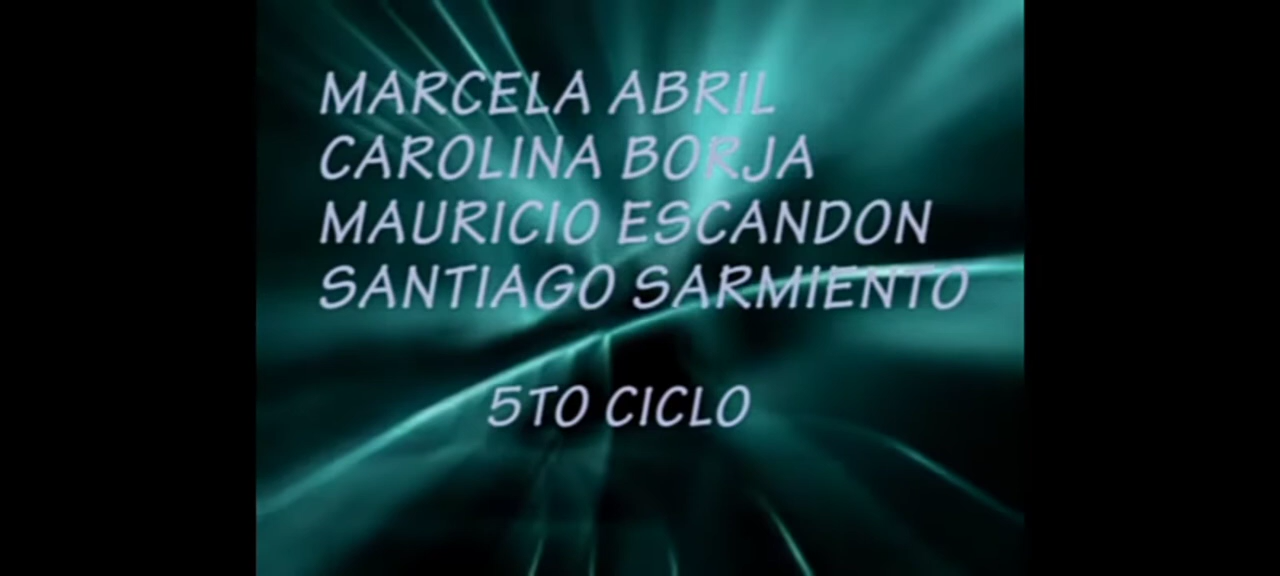 MARCELA ABRIL
CAROLINA BORJA
MAURICIO ESCANDON
SANTIAGO SARMIENTO
5TO CICLO